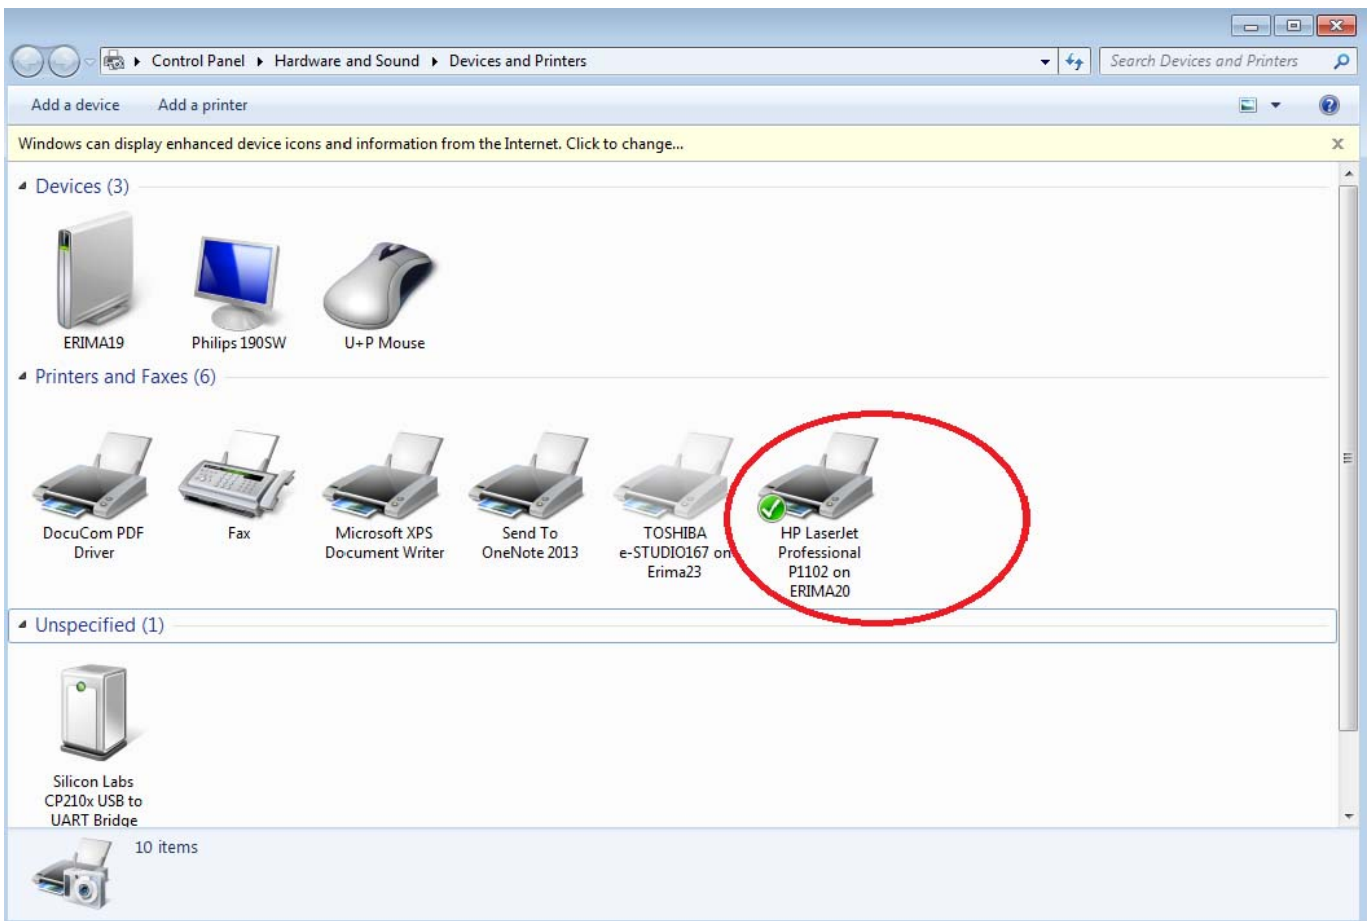 Control Panel Hardware and Sound Devices and Printers Search Devices and Printers
Add a device Add a printer
Windows can display enhanced device icons and information from the Internet. Click to change...
Devices (3)
ERIMA19
Philips 190SW
U+P Mouse
Printers and Faxes (6)
DocuCom PDF
Driver
Fax
Microsoft XPS
Document Writer
Send To
OneNote 2013
TOSHIBA
e-STUDIO167 on
Erima23
HP LaserJet
Professional
P1102 on
ERIMA20
Unspecified (1)
Silicon Labs
CP210x USB to
UART Bridge
10 items